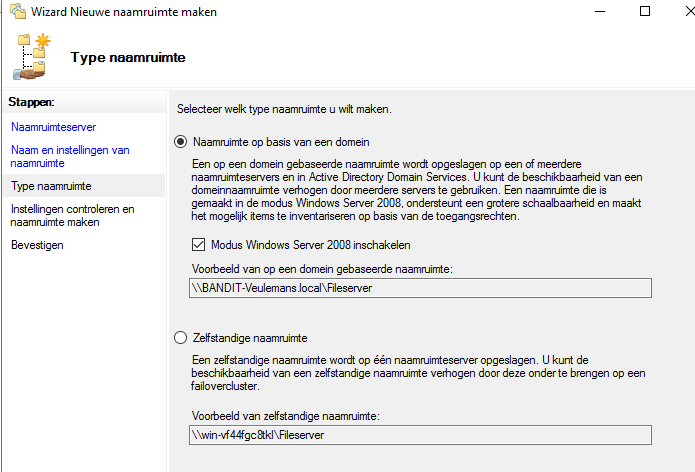 Wizard Nieuwe naamruimte maken
Type naamruimte
Stappen:
Naamruimteserver
Naam en instellingen van
naamruimte
Type naamruimte
Instellingen controleren en
naamruimte maken
Bevestigen
Selecteer welk type naamruimte u wilt maken.
Naamruimte op basis van een domein
Een op een domein gebaseerde naamruimte wordt opgeslagen op een of meerdere
naamruimteservers en in Active Directory Domain Services. U kunt de beschikbaarheid van een
domeinnaamruimte verhogen door meerdere servers te gebruiken. Een naamruimte die is
gemaakt in de modus Windows Server 2008, ondersteunt een grotere schaalbaarheid en maakt
het mogelijk items te inventariseren op basis van de toegangsrechten.
Modus Windows Server 2008 inschakelen
Voorbeeld van op een domein gebaseerde naamruimte:
\\BANDIT-Veulemans.local\Fileserver
Zelfstandige naamruimte
Een zelfstandige naamruimte wordt op één naamruimteserver opgeslagen. U kunt de
beschikbaarheid van een zelfstandige naamruimte verhogen door deze onder te brengen op een
failovercluster.
Voorbeeld van zelfstandige naamruimte:
\\win-vf44fgc8tkl\Fileserver